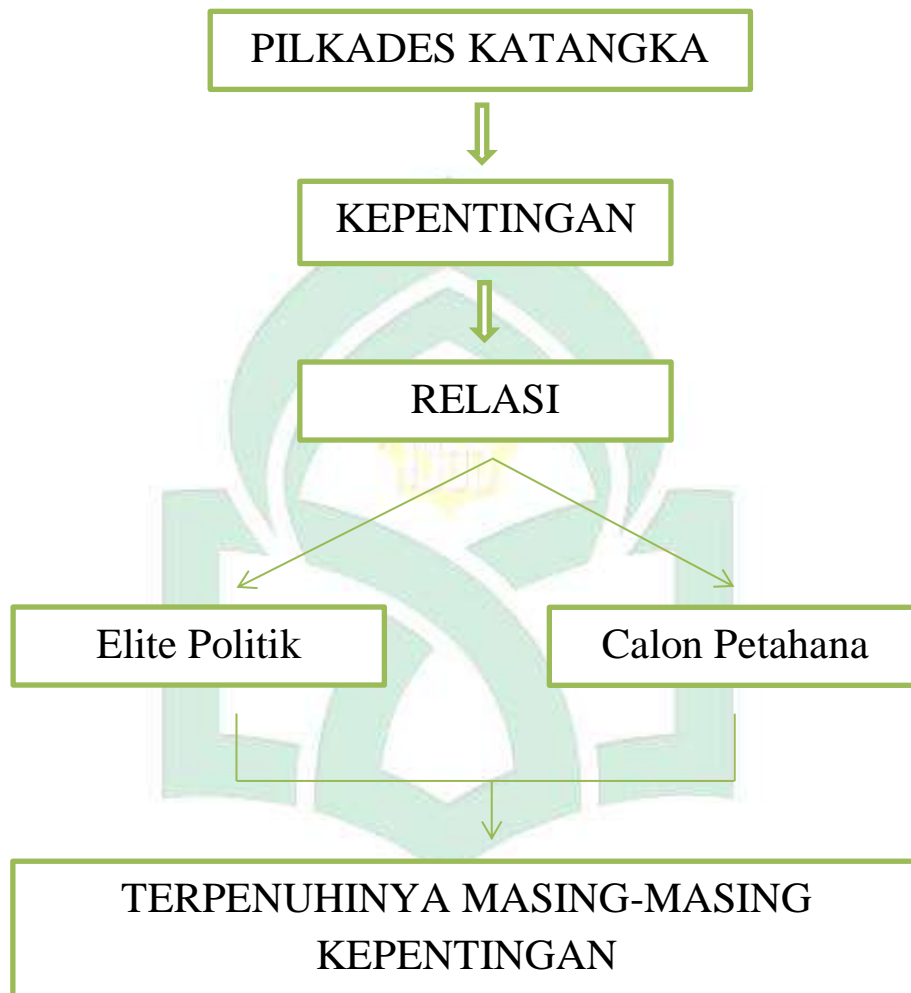 PILKADES KATANGKA
KEPENTINGAN
RELASI
Elite Politik
Calon Petahana
TERPENUHINYA MASING-MASING
KEPENTINGAN